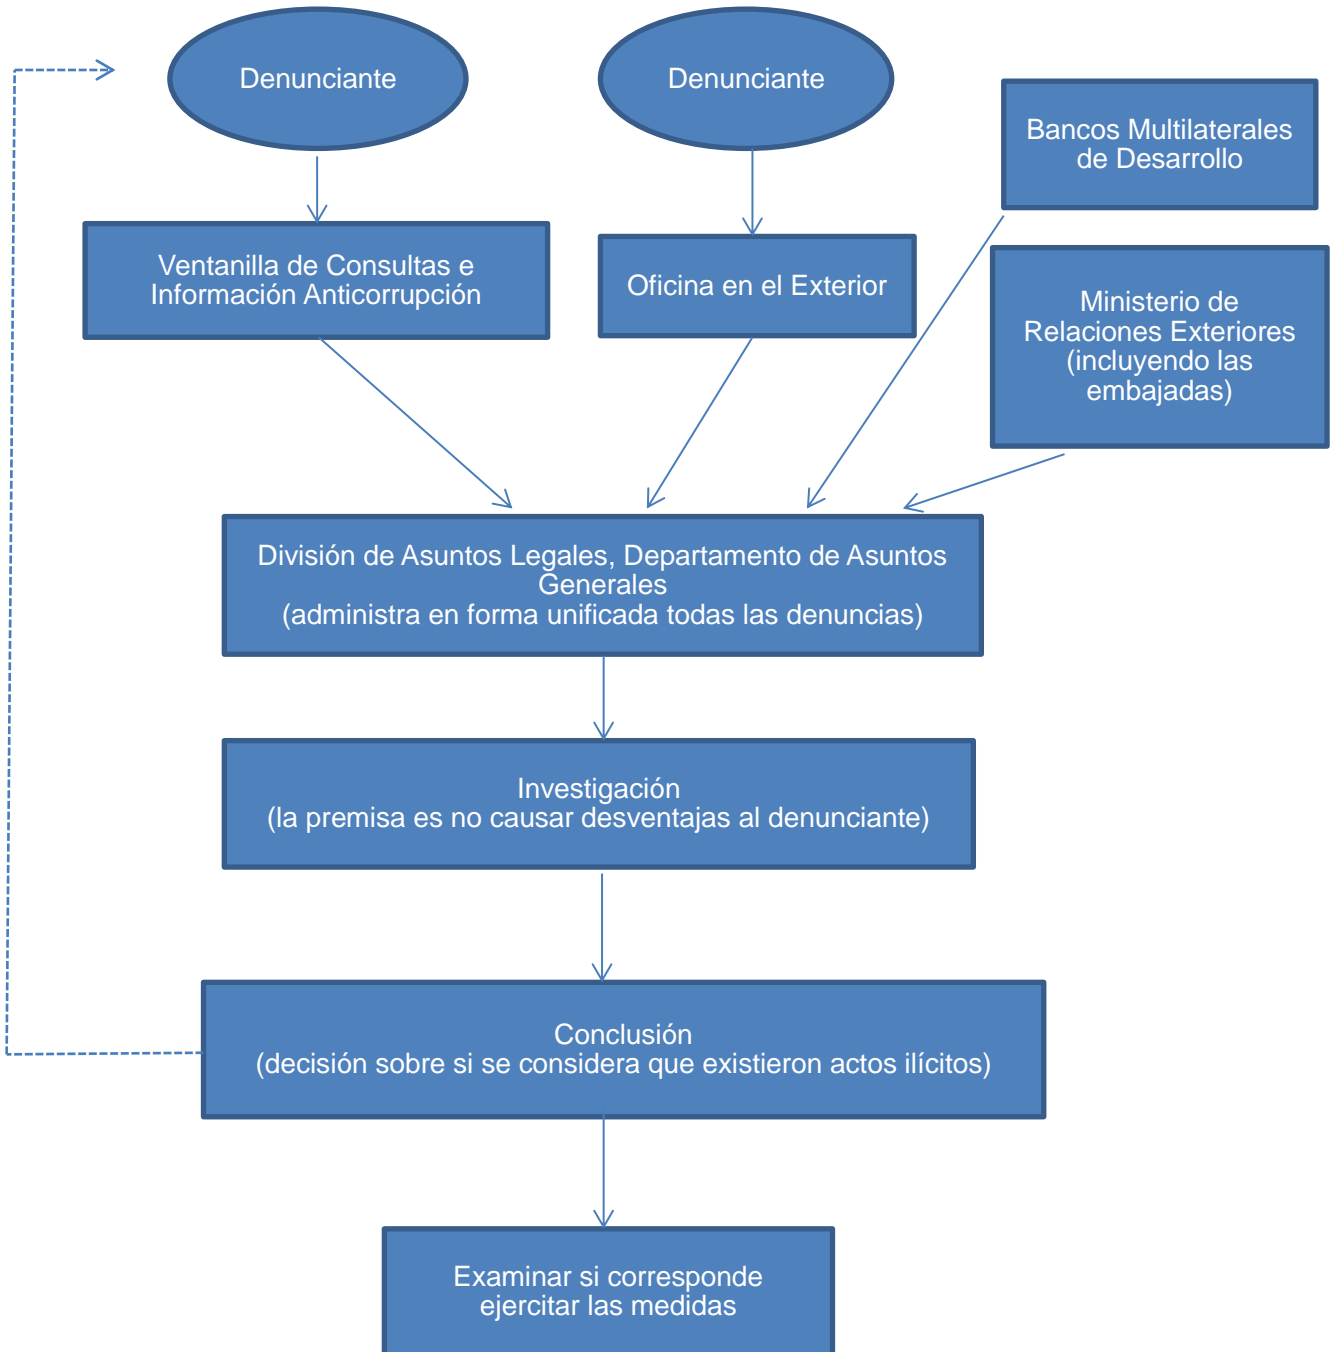 Denunciante
Denunciante
Bancos Multilaterales
de Desarrollo
Ventanilla de Consultas e
Información Anticorrupción
Oficina en el Exterior
Ministerio de
Relaciones Exteriores
(incluyendo las
embajadas)
División de Asuntos Legales, Departamento de Asuntos
Generales
(administra en forma unificada todas las denuncias)
Investigación
(la premisa es no causar desventajas al denunciante)
Conclusión
(decisión sobre si se considera que existieron actos ilícitos)
Examinar si corresponde
ejercitar las medidas